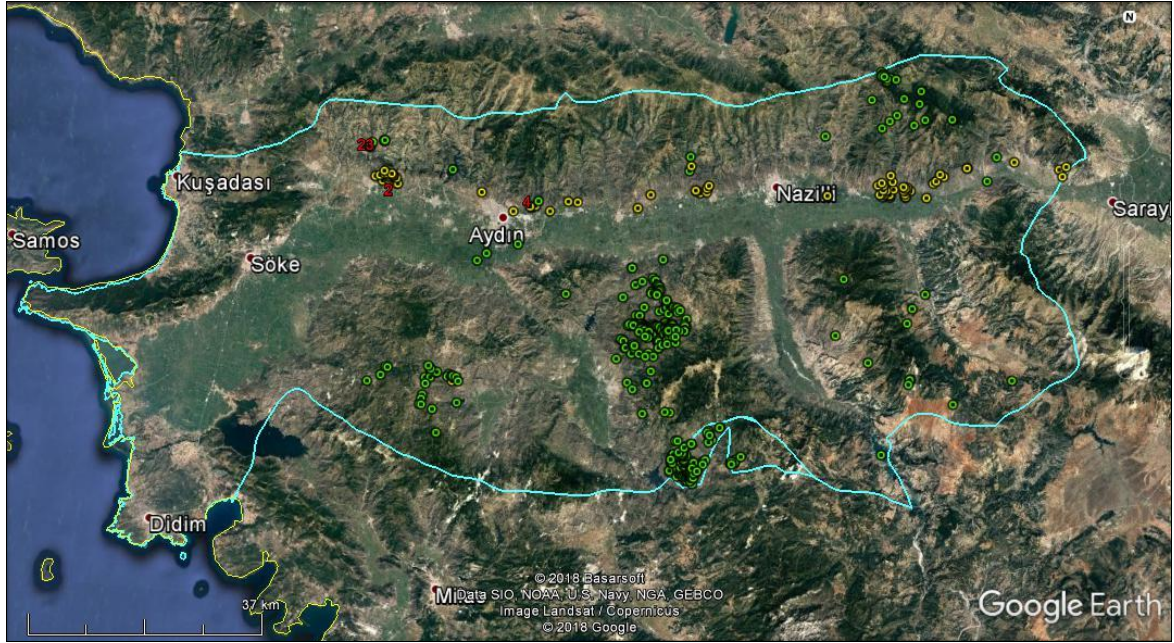 N
23
Kuşadası
2
Nazilli
4
Saray
Aydın
Samos
Söke
Didim
37 km
Milas
© 2018 Basarsoft
Data SIO, NOAA, U.S. Navy, NGA, GEBCO
Image Landsat / Copernicus
© 2018 Google
Google Earth